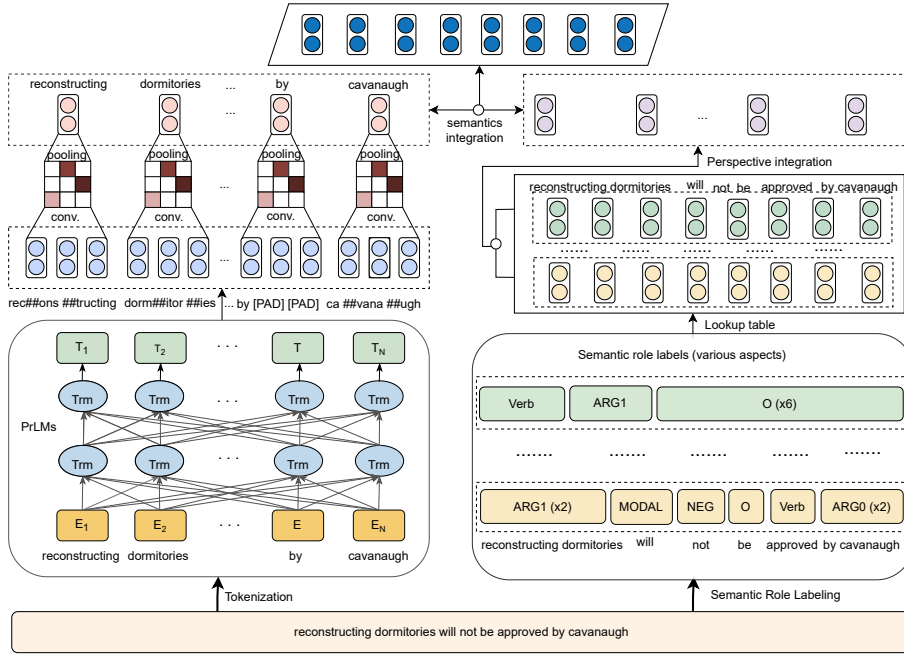 reconstructing dormitories ... by cavanaugh
semantics
integration
...
Perspective integration
pooling pooling pooling pooling
...
conv. conv. conv. conv.
...
rec##ons ##tructing dorm##itor ##ies ... by [PAD] [PAD] ca ##vana ##ugh
reconstructing dormitories will not be approved by cavanaugh
...... ...... ...... ...... ......
Lookup table
T1 T2 . . . T TN
Trm Trm . . . Trm Trm
PrLMs
Trm Trm . . . Trm Trm
E1 E2 . . . E EN
reconstructing dormitories by cavanaugh
Semantic role labels (various aspects)
Verb ARG1 O (x6)
....... ....... ....... ....... .......
ARG1 (x2) MODAL NEG O Verb ARG0 (x2)
reconstructing dormitories will not be approved by cavanaugh
Tokenization
Semantic Role Labeling
reconstructing dormitories will not be approved by cavanaugh